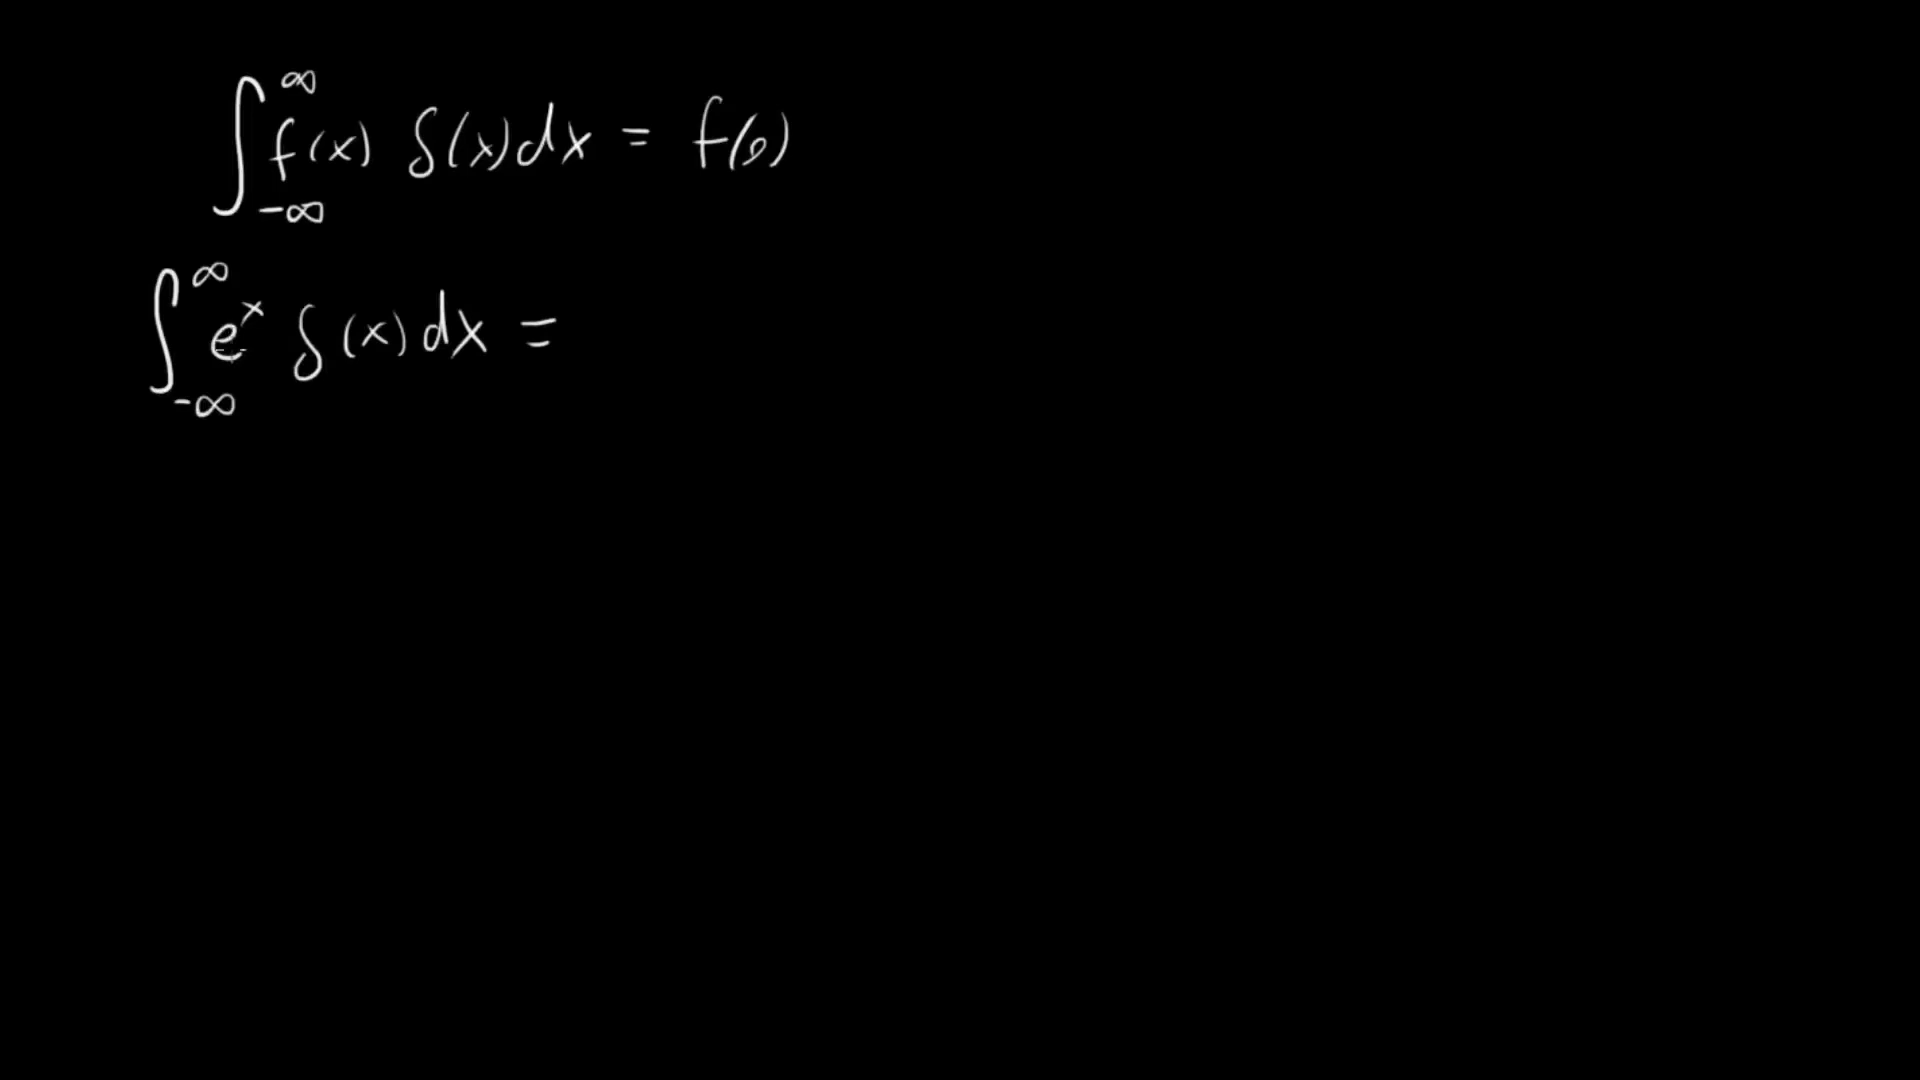 ∫_{-∞}^{∞} f(x) δ(x)dx = f(0)
∫_{-∞}^{∞} e^x δ(x)dx =